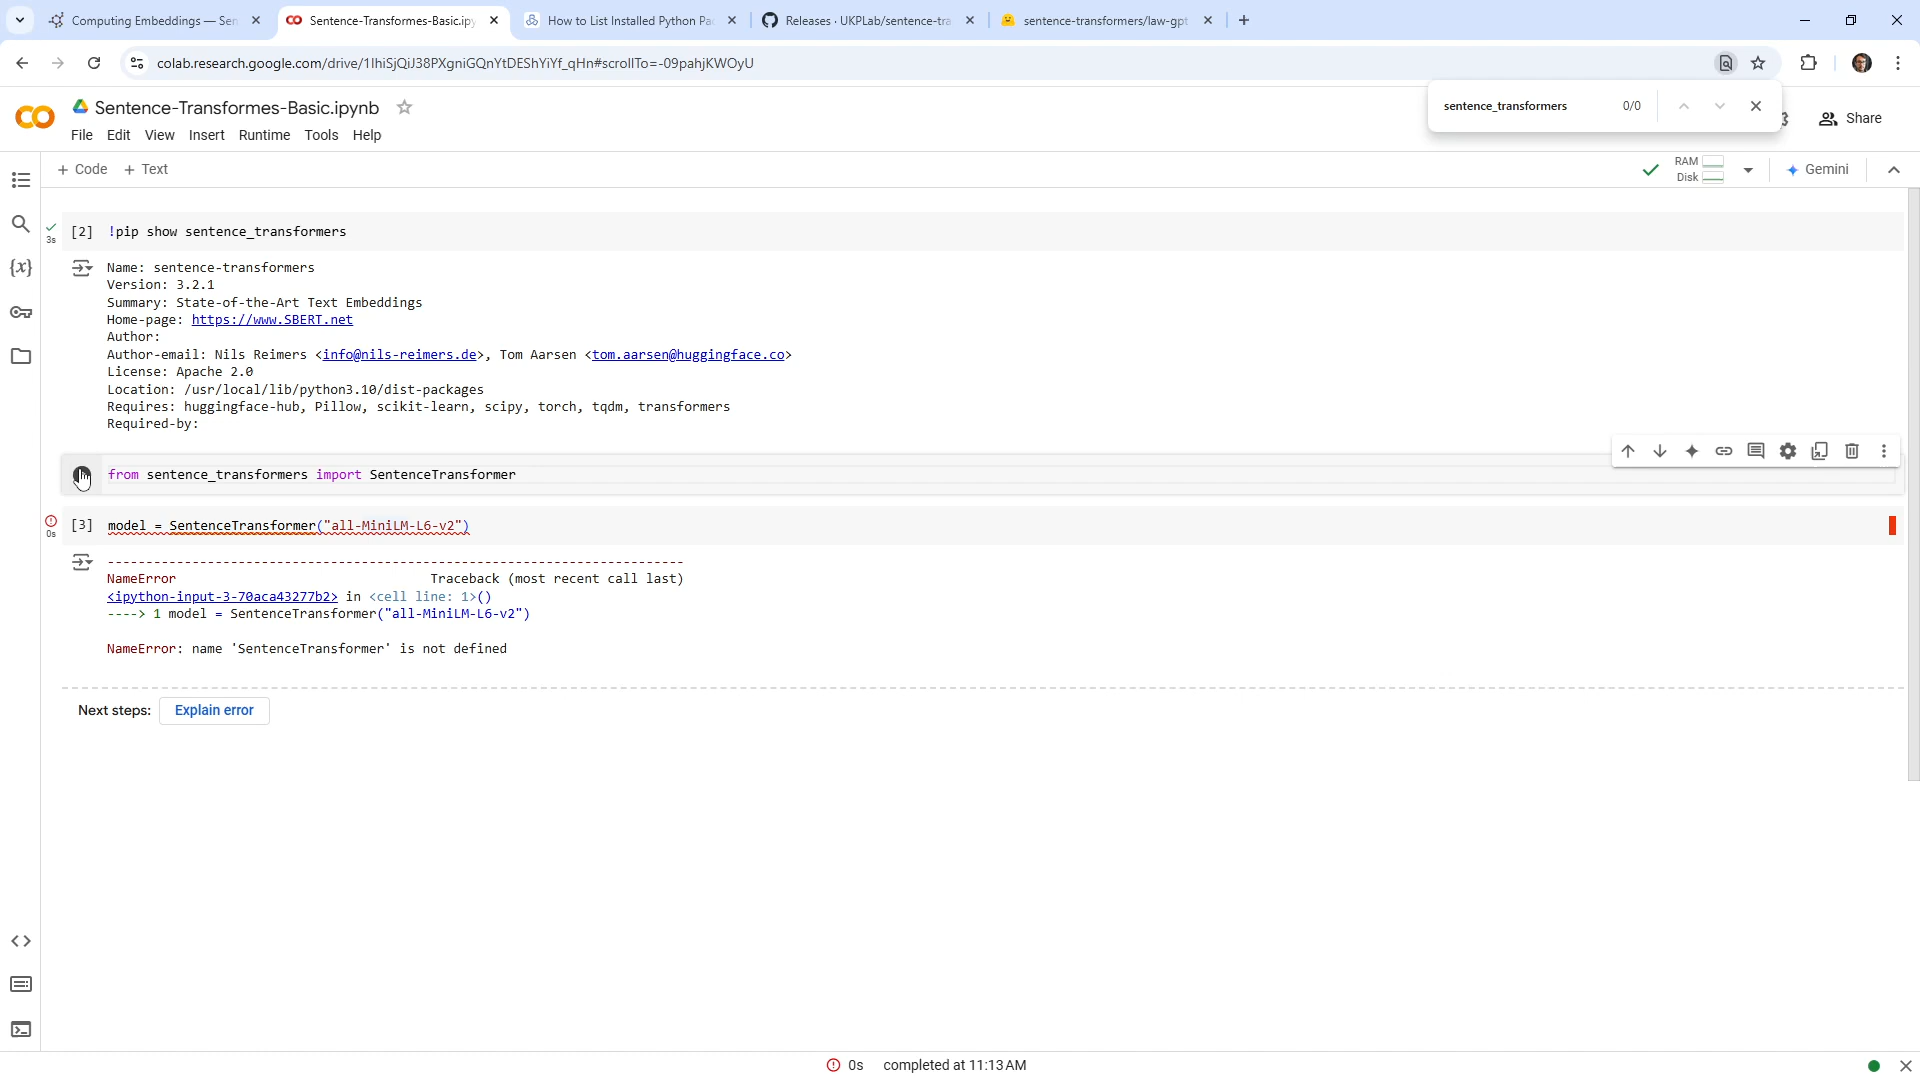 Computing Embeddings — Sen
Sentence-Transformes-Basic.ipy
How to List Installed Python Pa
Releases · UKPLab/sentence-tra
sentence-transformers/law-gpt
colab.research.google.com/drive/1IhiSjQiJ38PXgniGQnYtDEShYiYf_qHn#scrollTo=-09pahjKWOyU
sentence_transformers 0/0
CO Sentence-Transformes-Basic.ipynb
Share
File Edit View Insert Runtime Tools Help
+ Code + Text
RAM
Disk
Gemini
3s
[2] !pip show sentence_transformers
Name: sentence-transformers
Version: 3.2.1
Summary: State-of-the-Art Text Embeddings
Home-page: https://www.SBERT.net
Author:
Author-email: Nils Reimers <info@nils-reimers.de>, Tom Aarsen <tom.aarsen@huggingface.co>
License: Apache 2.0
Location: /usr/local/lib/python3.10/dist-packages
Requires: huggingface-hub, Pillow, scikit-learn, scipy, torch, tqdm, transformers
Required-by:
from sentence_transformers import SentenceTransformer
0s
[3] model = SentenceTransformer("all-MiniLM-L6-v2")
---------------------------------------------------------------------------
NameError Traceback (most recent call last)
<ipython-input-3-70aca43277b2> in <cell line: 1>()
----> 1 model = SentenceTransformer("all-MiniLM-L6-v2")
NameError: name 'SentenceTransformer' is not defined
Next steps: Explain error
0s completed at 11:13 AM